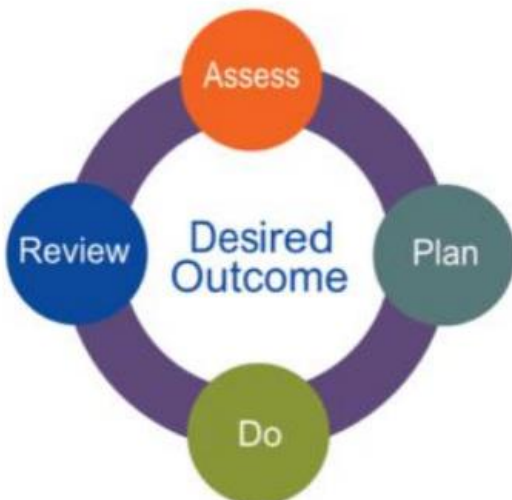 Assess
Review
Desired
Outcome
Plan
Do